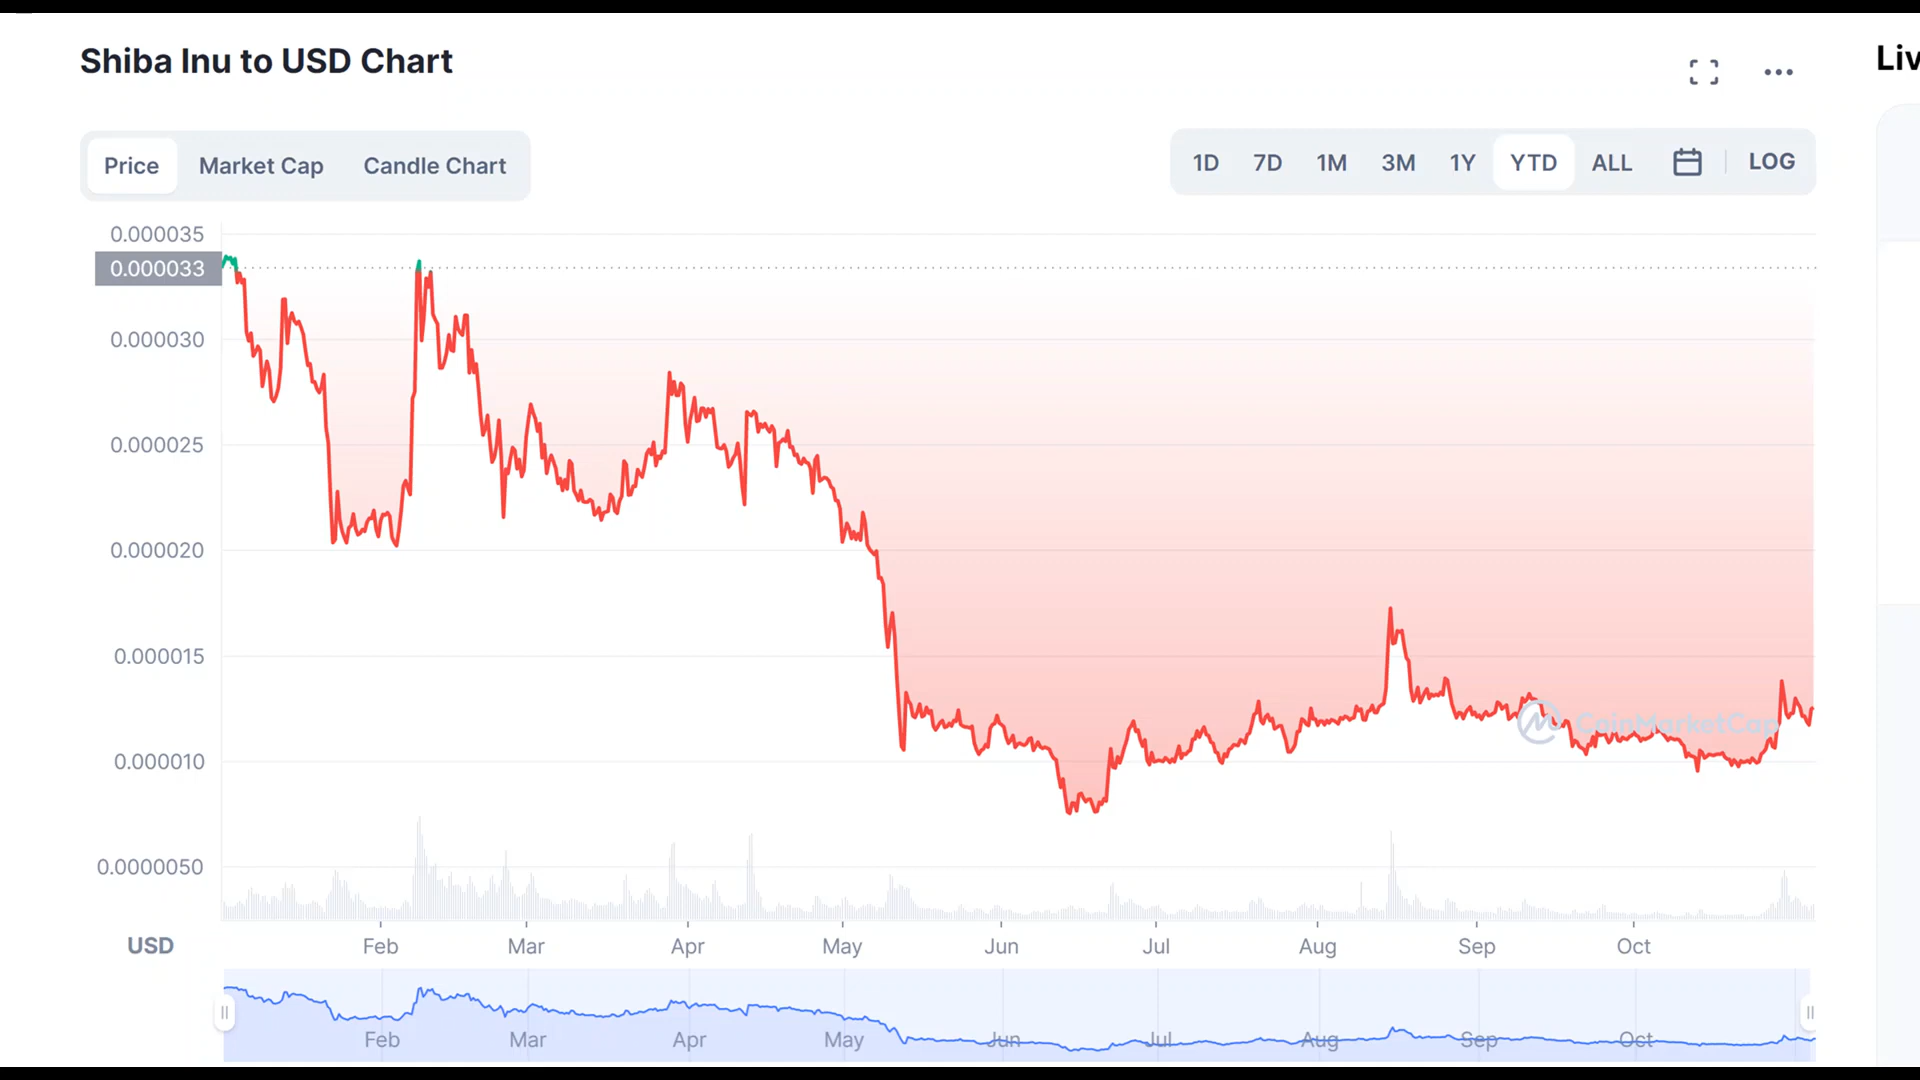 Shiba Inu to USD Chart
Liv
Price Market Cap Candle Chart
1D 7D 1M 3M 1Y YTD ALL LOG
0.000035
0.000033
0.000030
0.000025
0.000020
0.000015
CoinMarketCap
0.000010
0.0000050
USD Feb Mar Apr May Jun Jul Aug Sep Oct
Feb Mar Apr May Jun Jul Aug Sep Oct